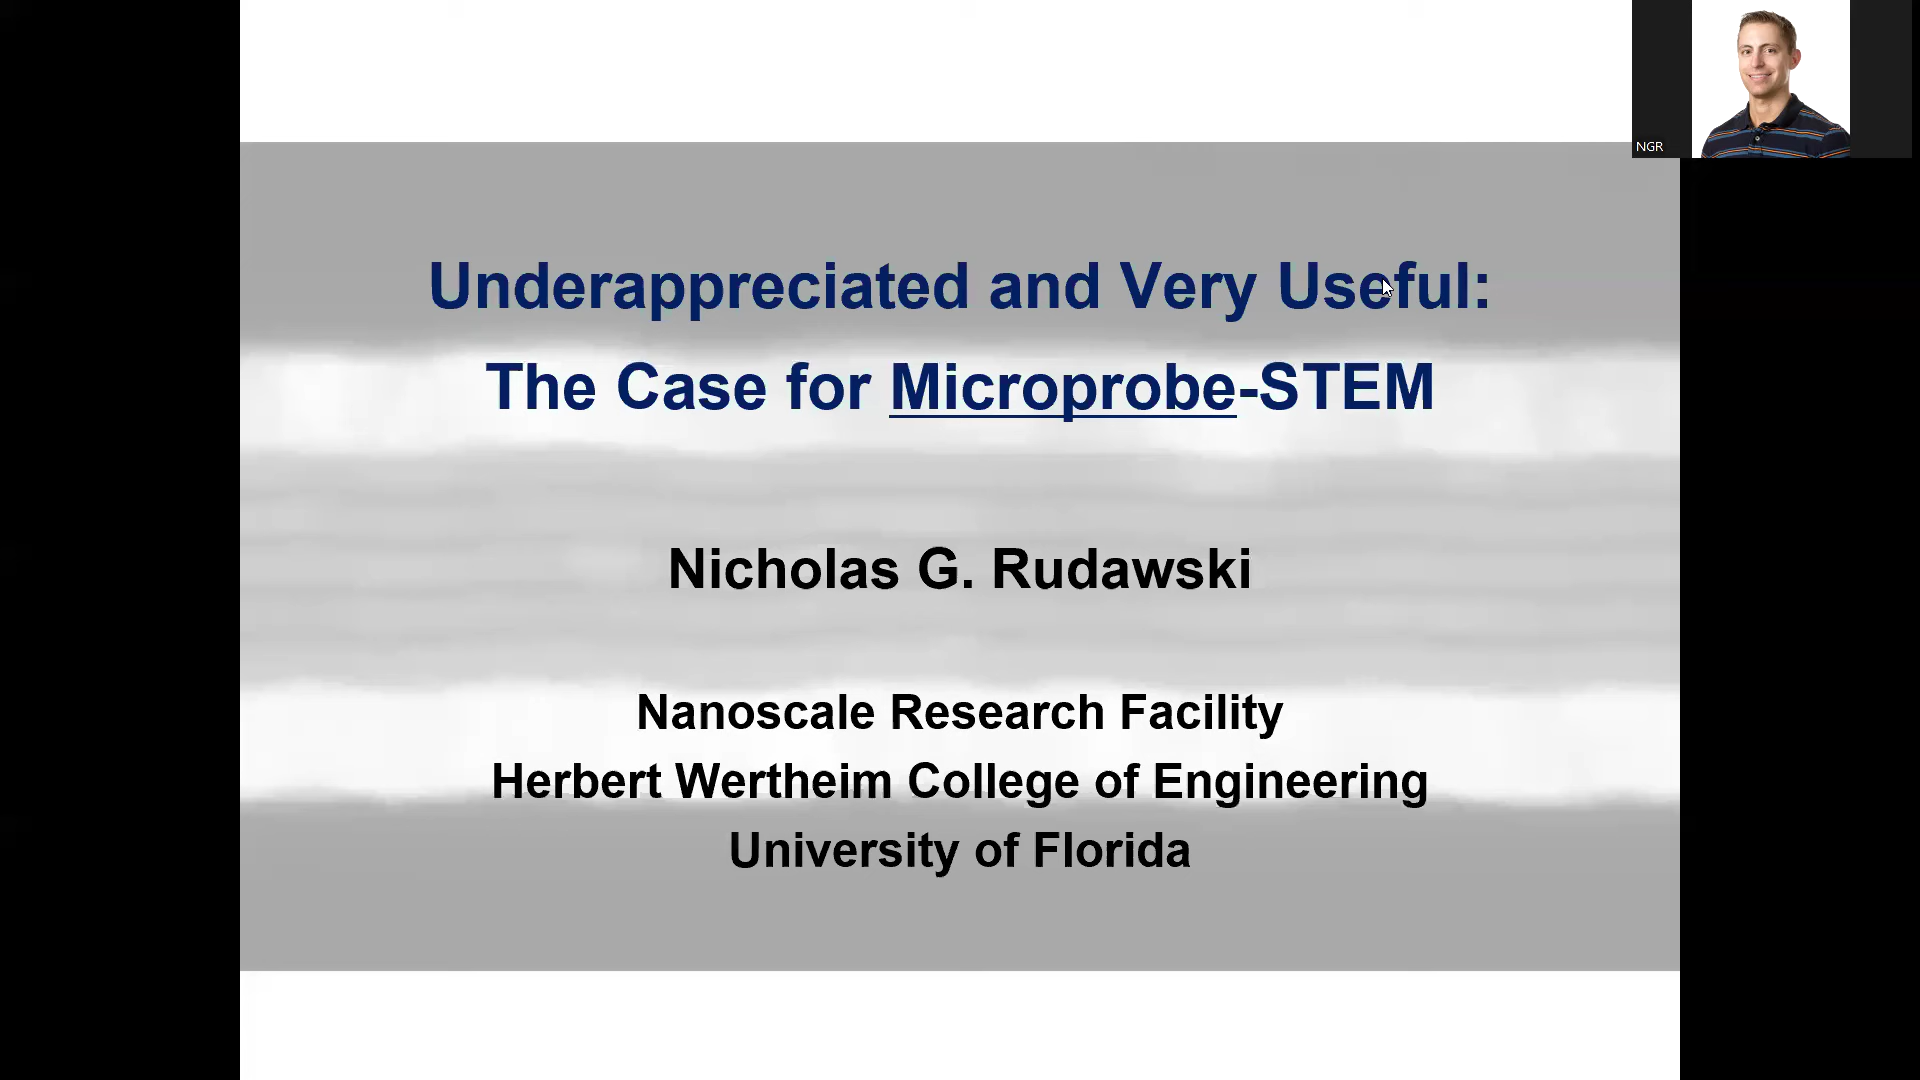 NGR
Underappreciated and Very Useful:
The Case for Microprobe-STEM
Nicholas G. Rudawski
Nanoscale Research Facility
Herbert Wertheim College of Engineering
University of Florida